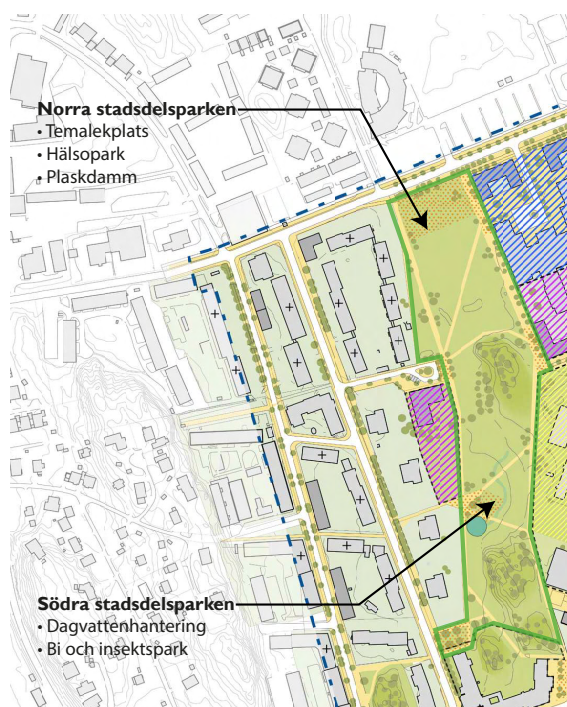 Norra stadsdelsparken
• Temalekplats
• Hälsopark
• Plaskdamm
Södra stadsdelsparken
• Dagvattenhantering
• Bi och insektspark